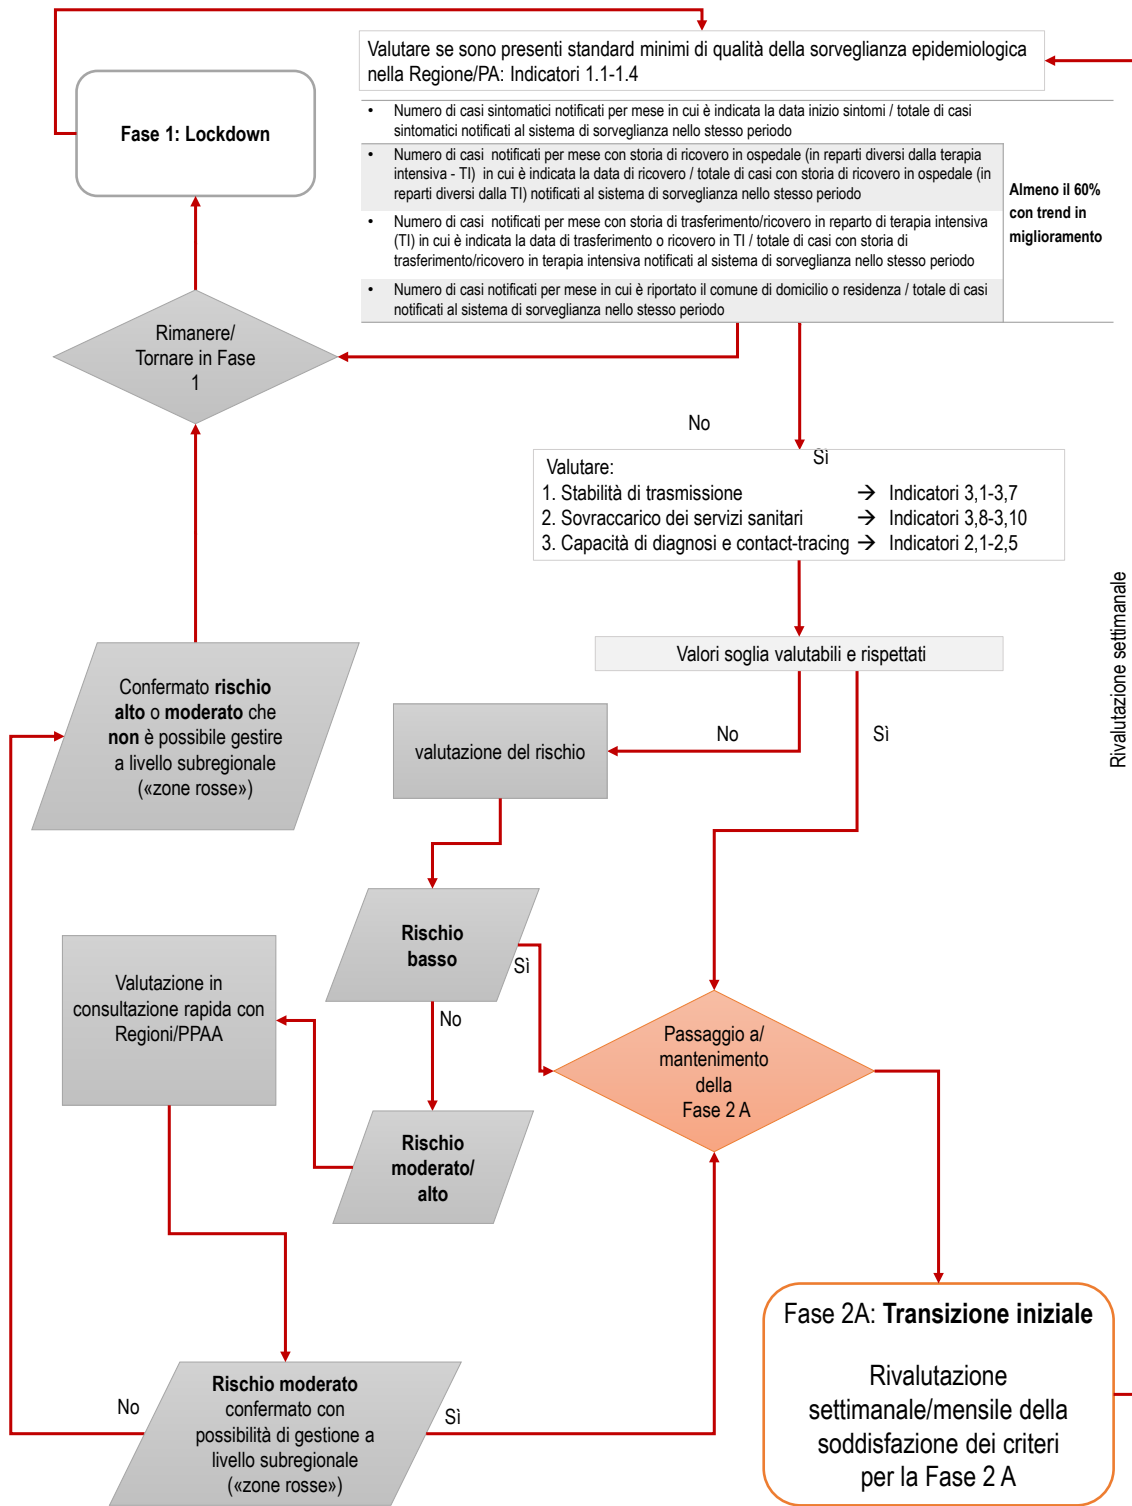 Valutare se sono presenti standard minimi di qualità della sorveglianza epidemiologica
nella Regione/PA: Indicatori 1.1-1.4
Fase 1: Lockdown
• Numero di casi sintomatici notificati per mese in cui è indicata la data inizio sintomi / totale di casi
sintomatici notificati al sistema di sorveglianza nello stesso periodo
• Numero di casi notificati per mese con storia di ricovero in ospedale (in reparti diversi dalla terapia
intensiva - TI) in cui è indicata la data di ricovero / totale di casi con storia di ricovero in ospedale (in
reparti diversi dalla TI) notificati al sistema di sorveglianza nello stesso periodo
• Numero di casi notificati per mese con storia di trasferimento/ricovero in reparto di terapia intensiva
(TI) in cui è indicata la data di trasferimento o ricovero in TI / totale di casi con storia di
trasferimento/ricovero in terapia intensiva notificati al sistema di sorveglianza nello stesso periodo
• Numero di casi notificati per mese in cui è riportato il comune di domicilio o residenza / totale di casi
notificati al sistema di sorveglianza nello stesso periodo
Almeno il 60%
con trend in
miglioramento
Rimanere/
Tornare in Fase
1
No
Sì
Valutare:
1. Stabilità di trasmissione → Indicatori 3,1-3,7
2. Sovraccarico dei servizi sanitari → Indicatori 3,8-3,10
3. Capacità di diagnosi e contact-tracing → Indicatori 2,1-2,5
Rivalutazione settimanale
Valori soglia valutabili e rispettati
Confermato rischio
alto o moderato che
non è possibile gestire
a livello subregionale
(«zone rosse»)
No
Sì
valutazione del rischio
Rischio
basso
Sì
No
Valutazione in
consultazione rapida con
Regioni/PPAA
Passaggio a/
mantenimento
della
Fase 2 A
Rischio
moderato/
alto
Fase 2A: Transizione iniziale
Rivalutazione
settimanale/mensile della
soddisfazione dei criteri
per la Fase 2 A
Rischio moderato
confermato con
possibilità di gestione a
livello subregionale
(«zone rosse»)
No
Sì